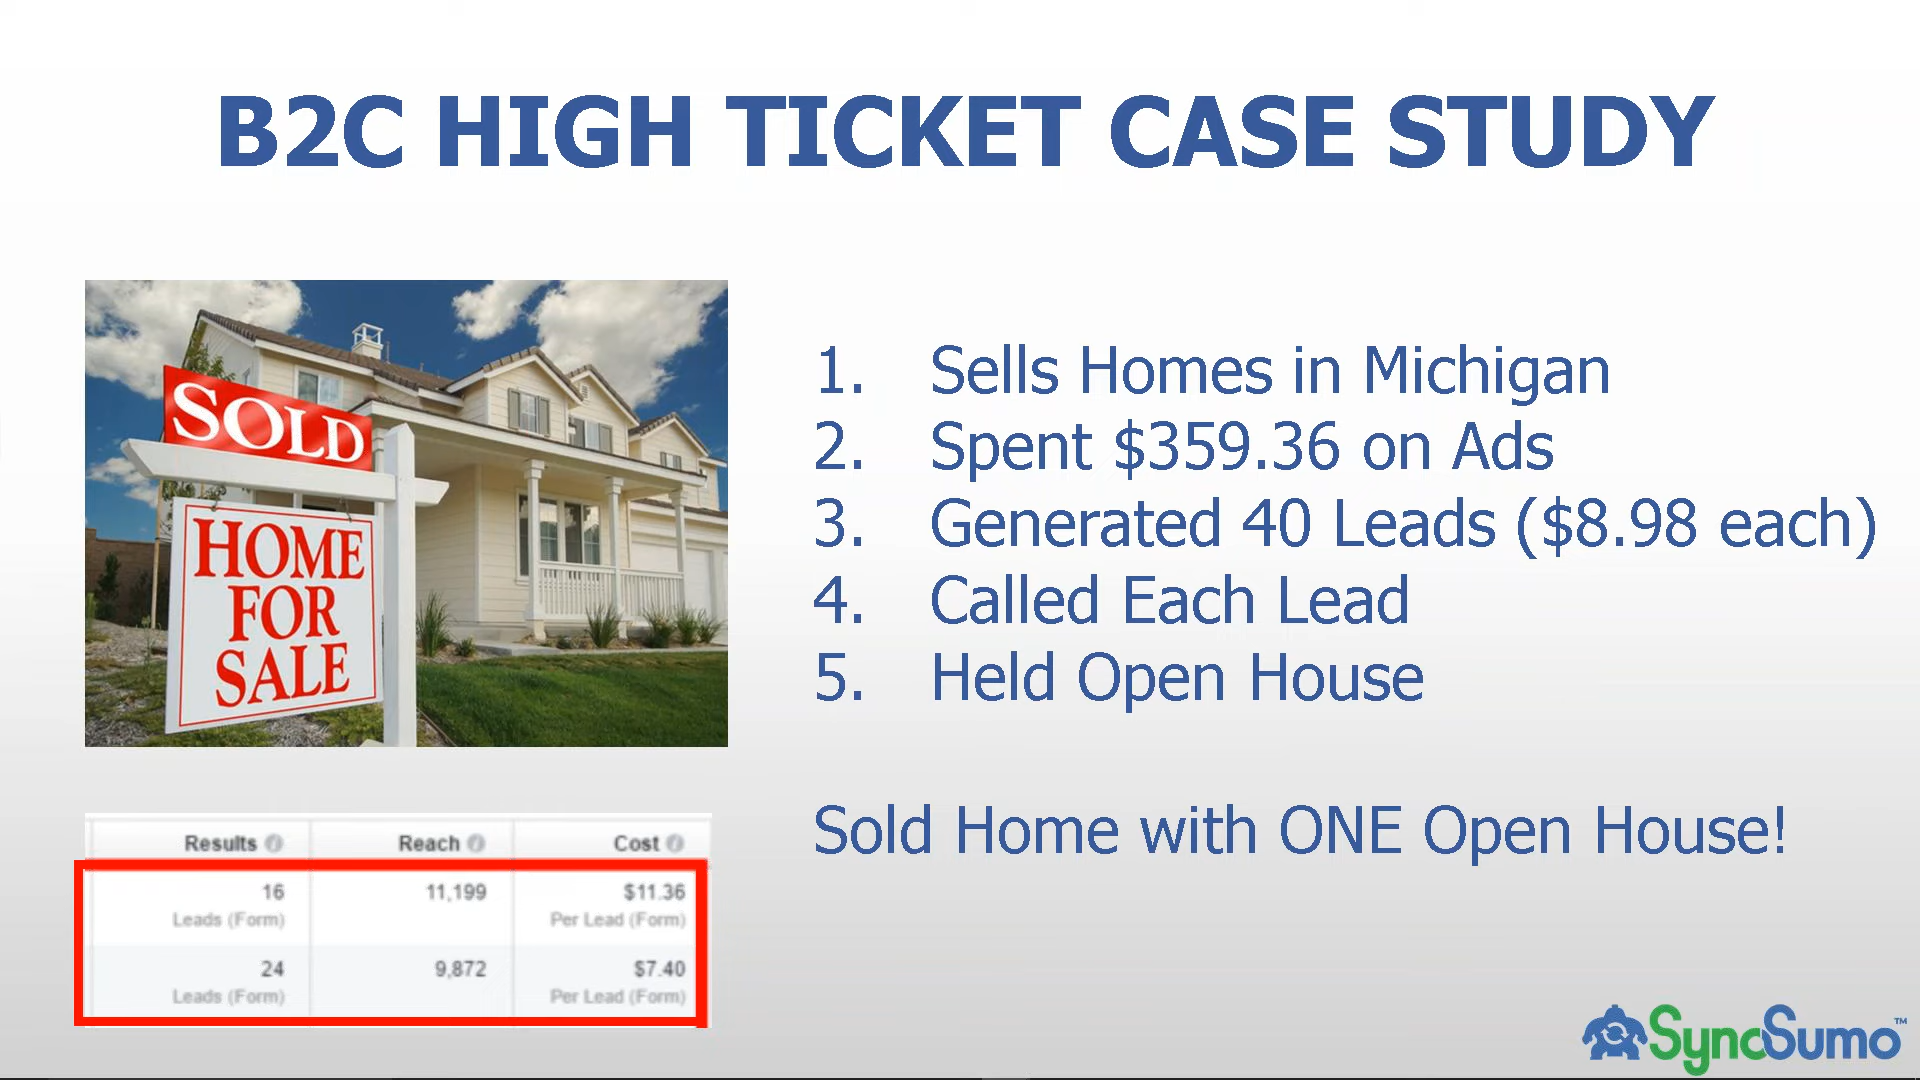 B2C HIGH TICKET CASE STUDY
SOLD
HOME
FOR
SALE
1. Sells Homes in Michigan
2. Spent $359.36 on Ads
3. Generated 40 Leads ($8.98 each)
4. Called Each Lead
5. Held Open House
Sold Home with ONE Open House!
Results Reach Cost
16 11,199 $11.36
Leads (Form) Per Lead (Form)
24 9,872 $7.40
Leads (Form) Per Lead (Form)
SyncSumo™